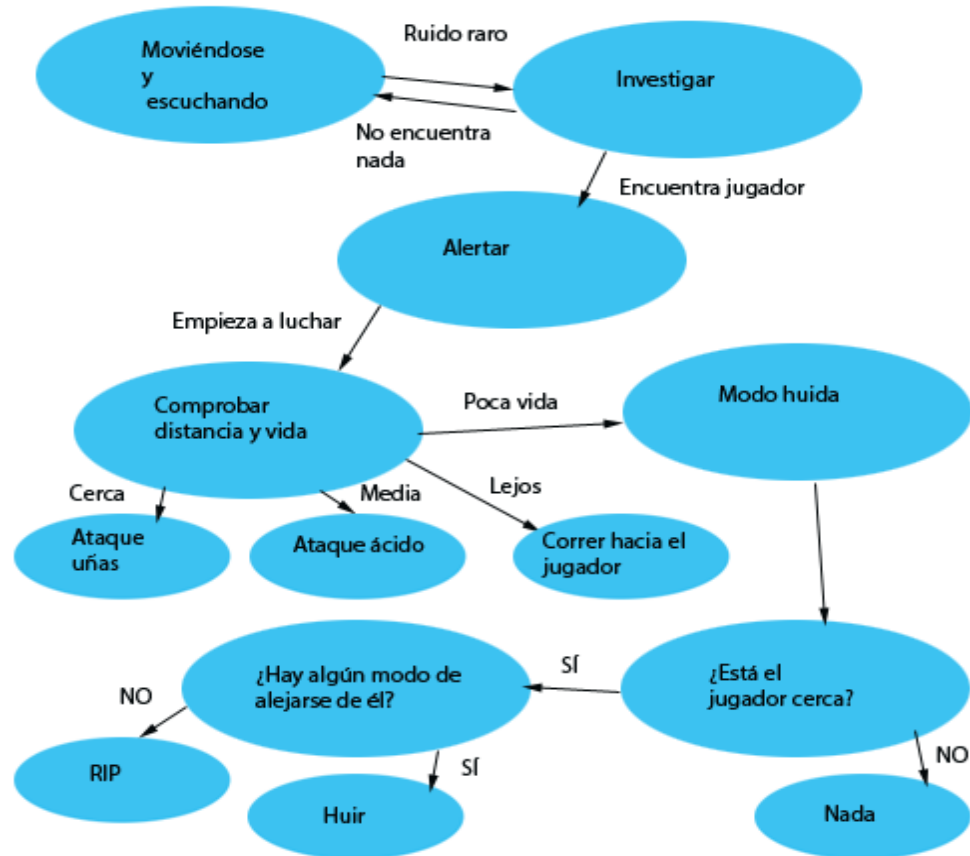 Moviéndose
y
escuchando
Ruido raro
Investigar
No encuentra
nada
Encuentra jugador
Alertar
Empieza a luchar
Comprobar
distancia y vida
Poca vida
Modo huida
Cerca
Media
Lejos
Ataque
uñas
Ataque ácido
Correr hacia el
jugador
¿Hay algún modo de
alejarse de él?
SÍ
¿Está el
jugador cerca?
NO
RIP
SÍ
Huir
NO
Nada